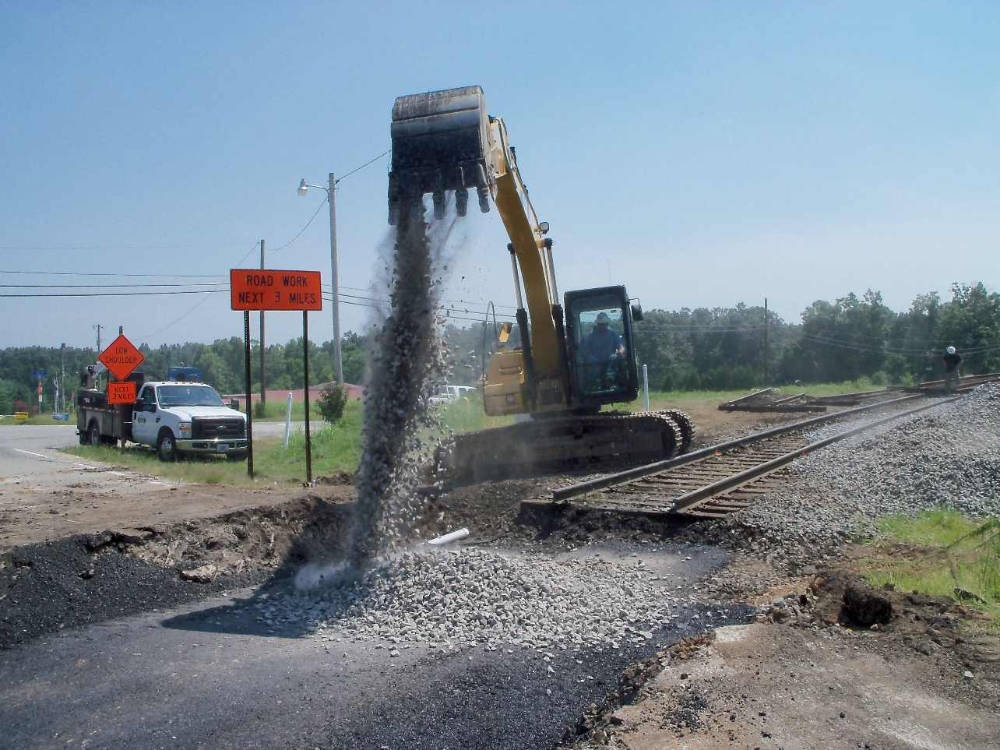 ROAD WORK
NEXT 3 MILES
LOW
SHOULDER
NEXT
3 MILES